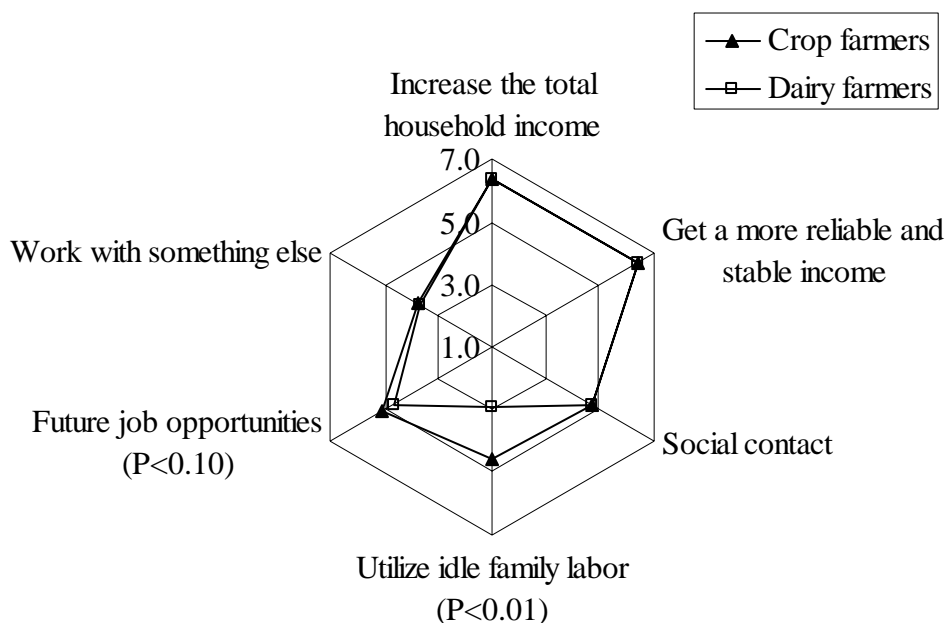 Crop farmers
Dairy farmers
Increase the total
household income
7.0
5.0
3.0
1.0
Get a more reliable and
stable income
Social contact
Utilize idle family labor
(P<0.01)
Future job opportunities
(P<0.10)
Work with something else